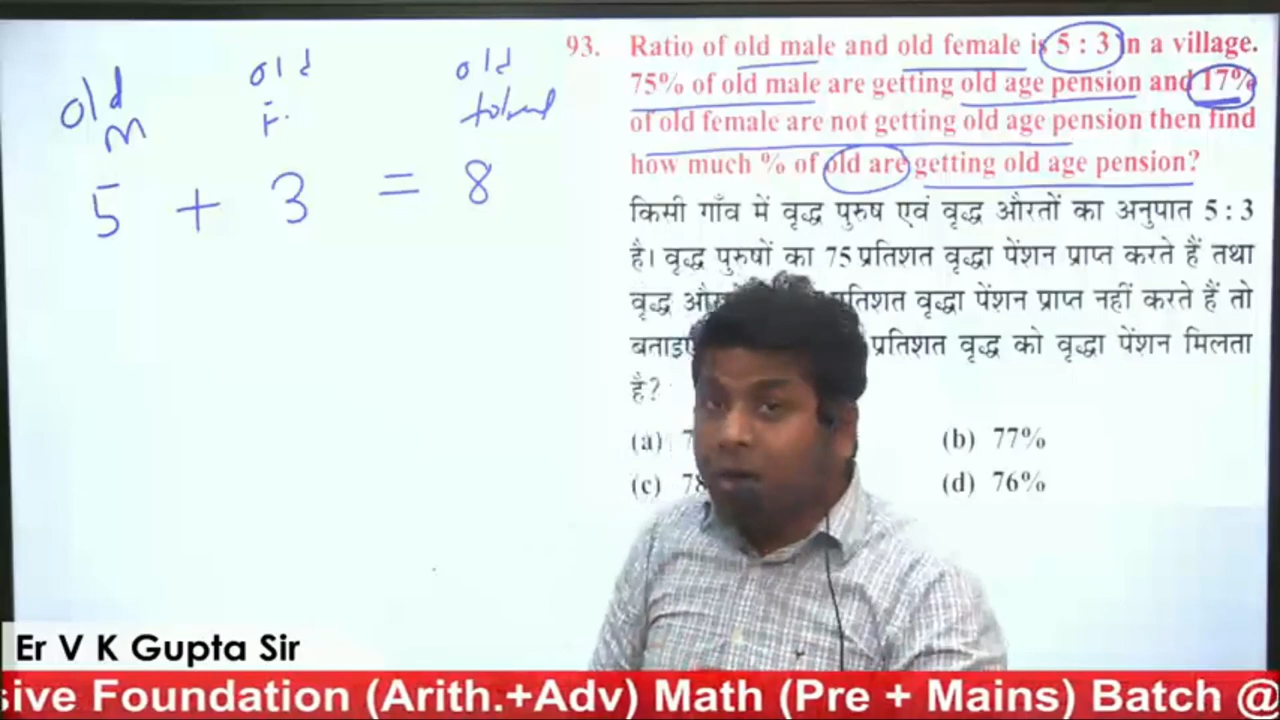 old old old
M F. total
5 + 3 = 8
93. Ratio of old male and old female is 5 : 3 in a village.
75% of old male are getting old age pension and 17%
of old female are not getting old age pension then find
how much % of old are getting old age pension?
किसी गाँव में वृद्ध पुरुष एवं वृद्ध औरतों का अनुपात 5 : 3
है। वृद्ध पुरुषों का 75 प्रतिशत वृद्धा पेंशन प्राप्त करते हैं तथा
वृद्ध प्रतिशत वृद्धा पेंशन प्राप्त नहीं करते हैं तो
प्रतिशत वृद्ध को वृद्धा पेंशन मिलता
है?
(a) (b) 77%
(c) (d) 76%
Er V K Gupta Sir
sive Foundation (Arith.+Adv) Math (Pre + Mains) Batch @